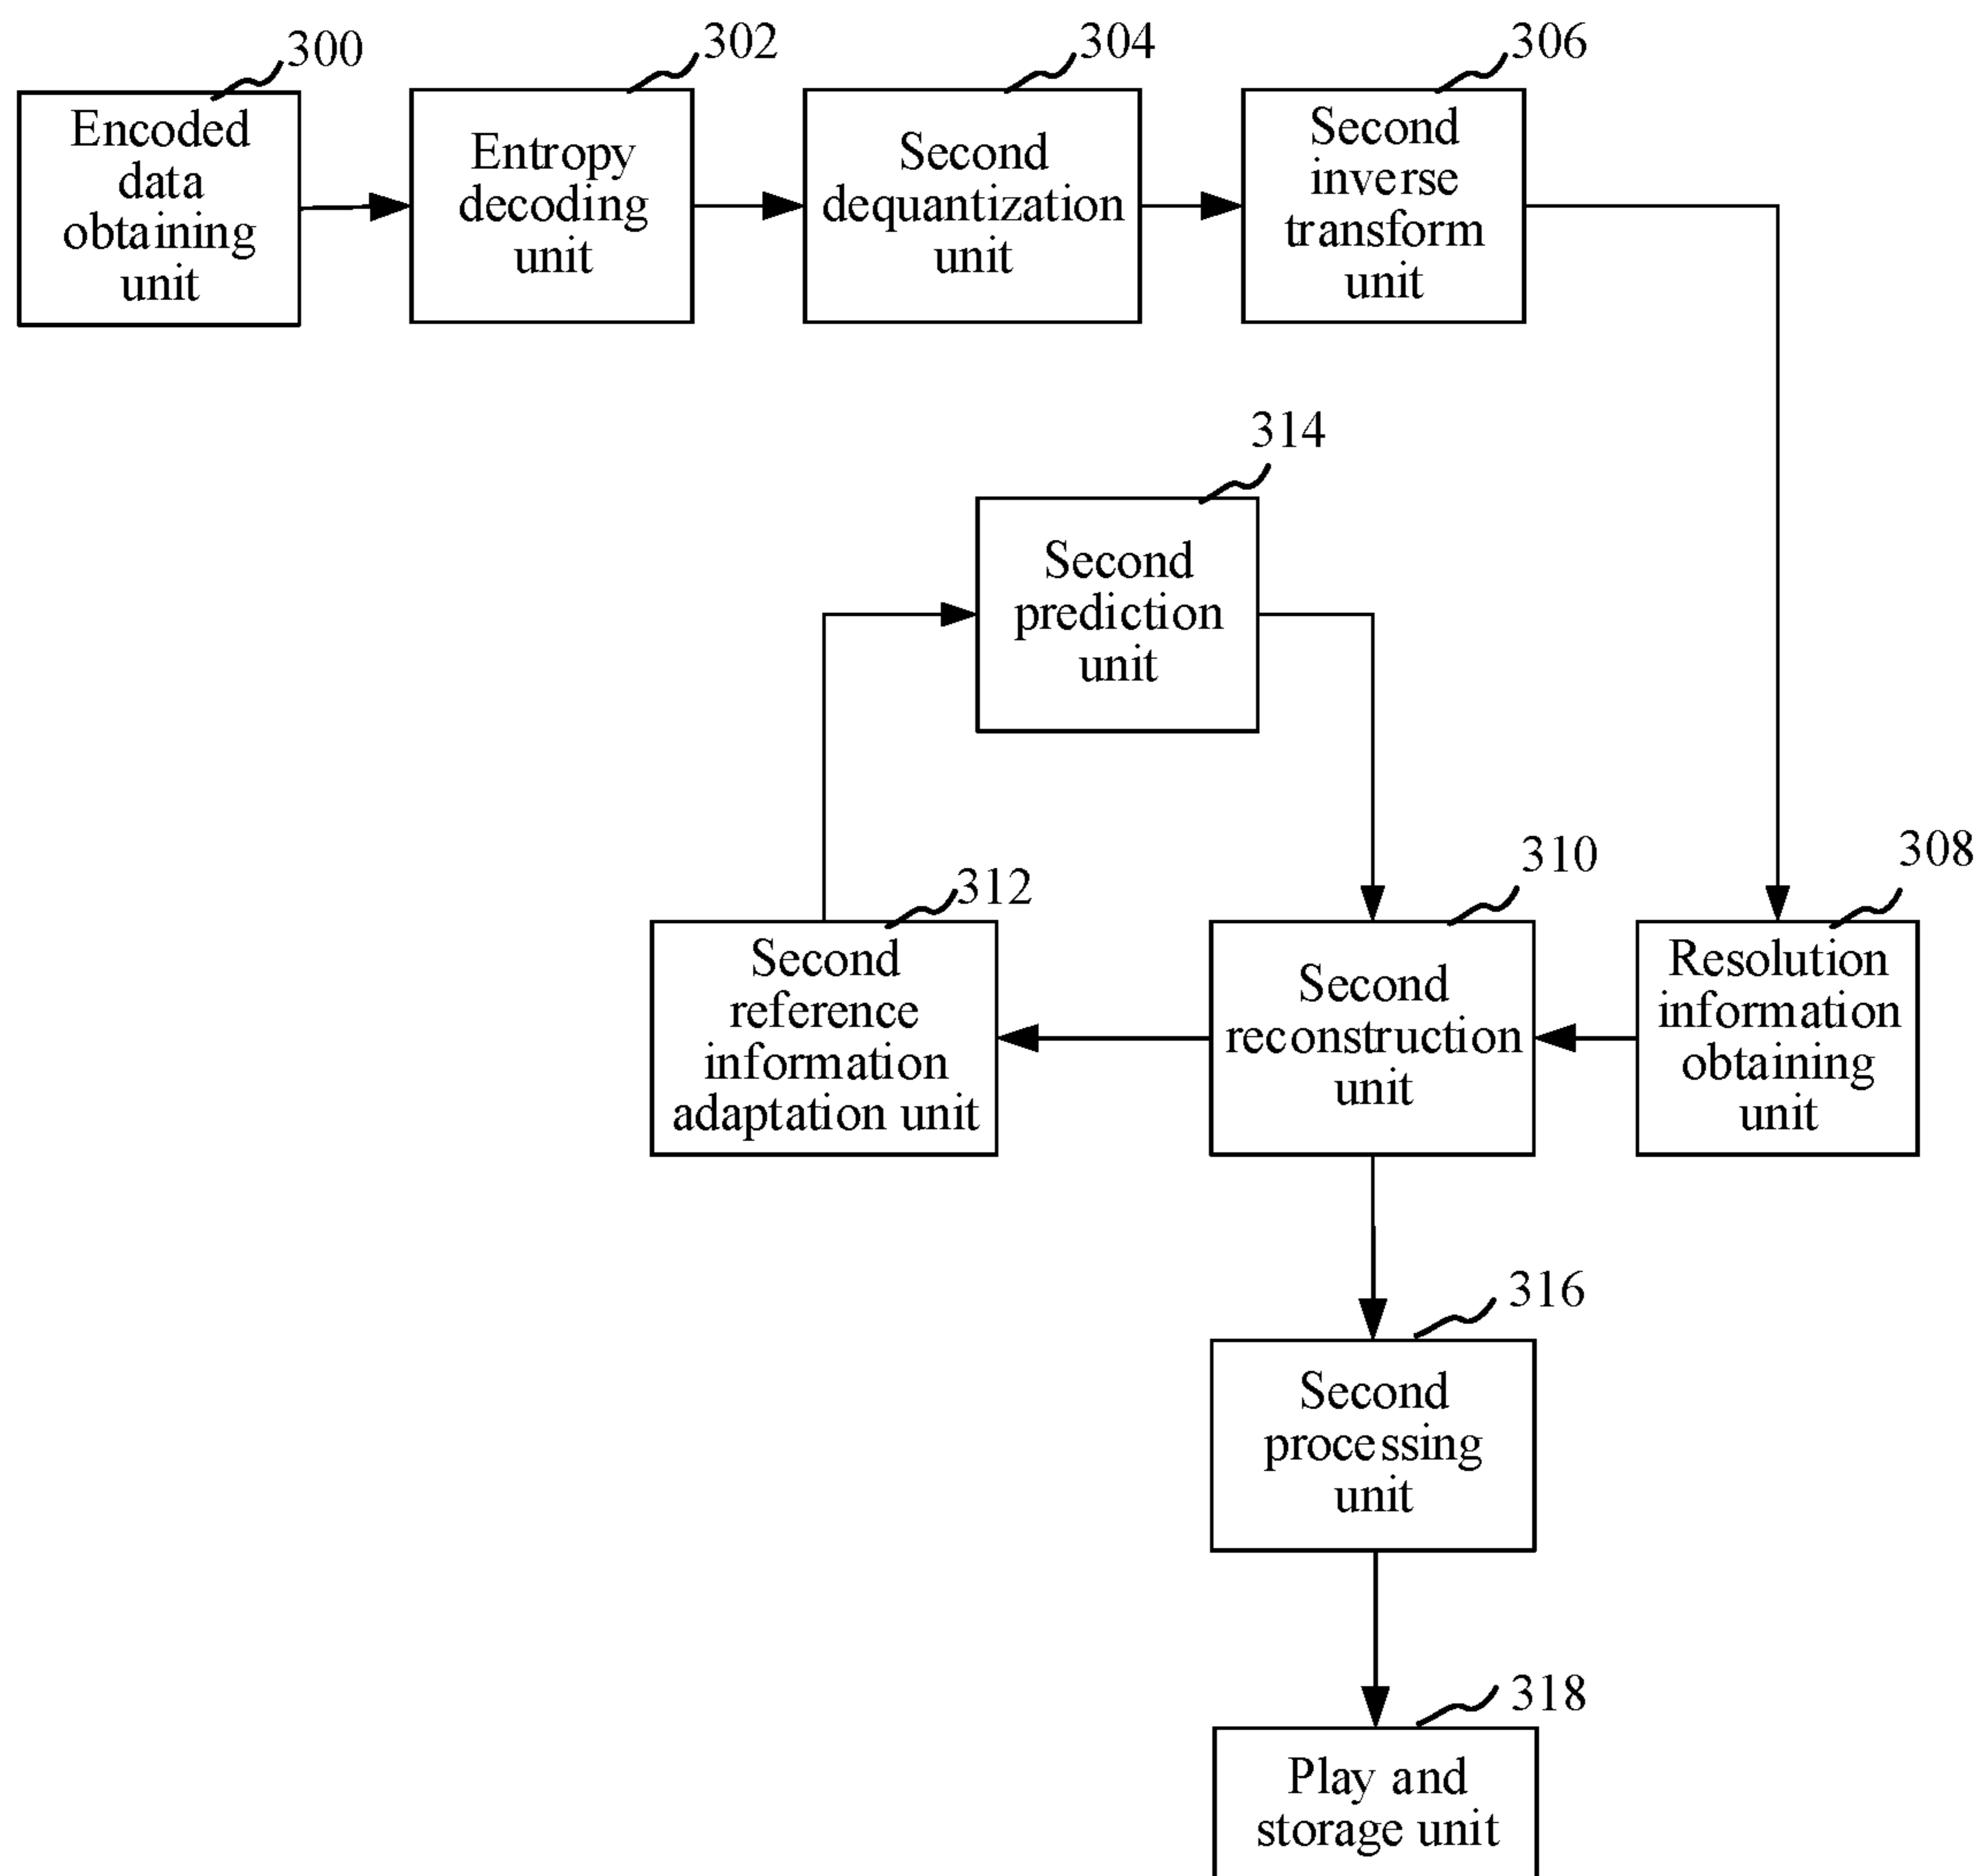 300
Encoded
data
obtaining
unit
302
Entropy
decoding
unit
304
Second
dequantization
unit
306
Second
inverse
transform
unit
314
Second
prediction
unit
312
Second
reference
information
adaptation unit
310
Second
reconstruction
unit
308
Resolution
information
obtaining
unit
316
Second
processing
unit
318
Play and
storage unit